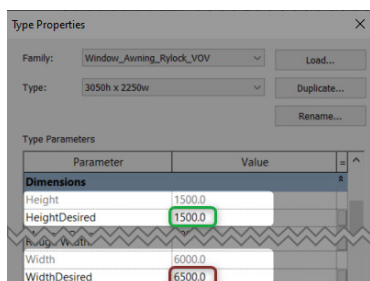 Type Properties
Family: Window_Awning_Rylock_VOV Load...
Type: 3050h x 2250w Duplicate...
Rename...
Type Parameters
Parameter Value =
Dimensions
Height 1500.0
HeightDesired 1500.0
Width 6000.0
WidthDesired 6500.0